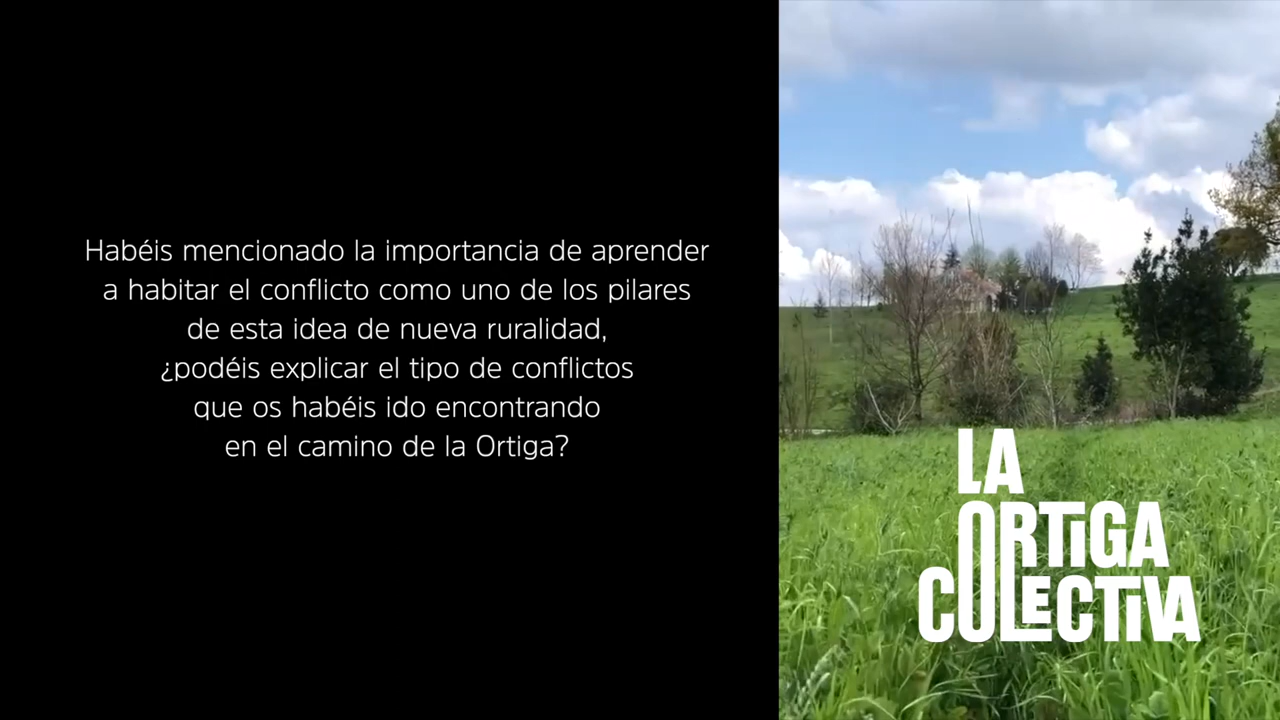 Habéis mencionado la importancia de aprender
a habitar el conflicto como uno de los pilares
de esta idea de nueva ruralidad,
¿podéis explicar el tipo de conflictos
que os habéis ido encontrando
en el camino de la Ortiga?
LA
ORTIGA
COLECTIVA